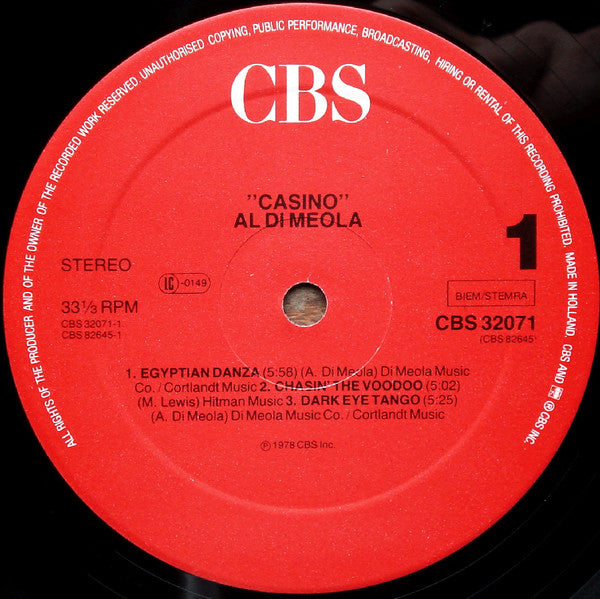 ALL RIGHTS OF THE PRODUCER AND OF THE OWNER OF THE RECORDED WORK RESERVED. UNAUTHORISED COPYING, PUBLIC PERFORMANCE, BROADCASTING, HIRING OR RENTAL OF THIS RECORDING PROHIBITED. MADE IN HOLLAND. CBS AND ℗ © CBS INC.
CBS
"CASINO"
AL DI MEOLA
1
STEREO
LC -0149
BIEM/STEMRA
33⅓ RPM
CBS 32071-1
CBS 82645-1
CBS 32071
(CBS 82645)
1. EGYPTIAN DANZA (5:58) (A. Di Meola) Di Meola Music
Co. / Cortlandt Music 2. CHASIN' THE VOODOO (5:02)
(M. Lewis) Hitman Music 3. DARK EYE TANGO (5:25)
(A. Di Meola) Di Meola Music Co. / Cortlandt Music
℗ 1978 CBS Inc.